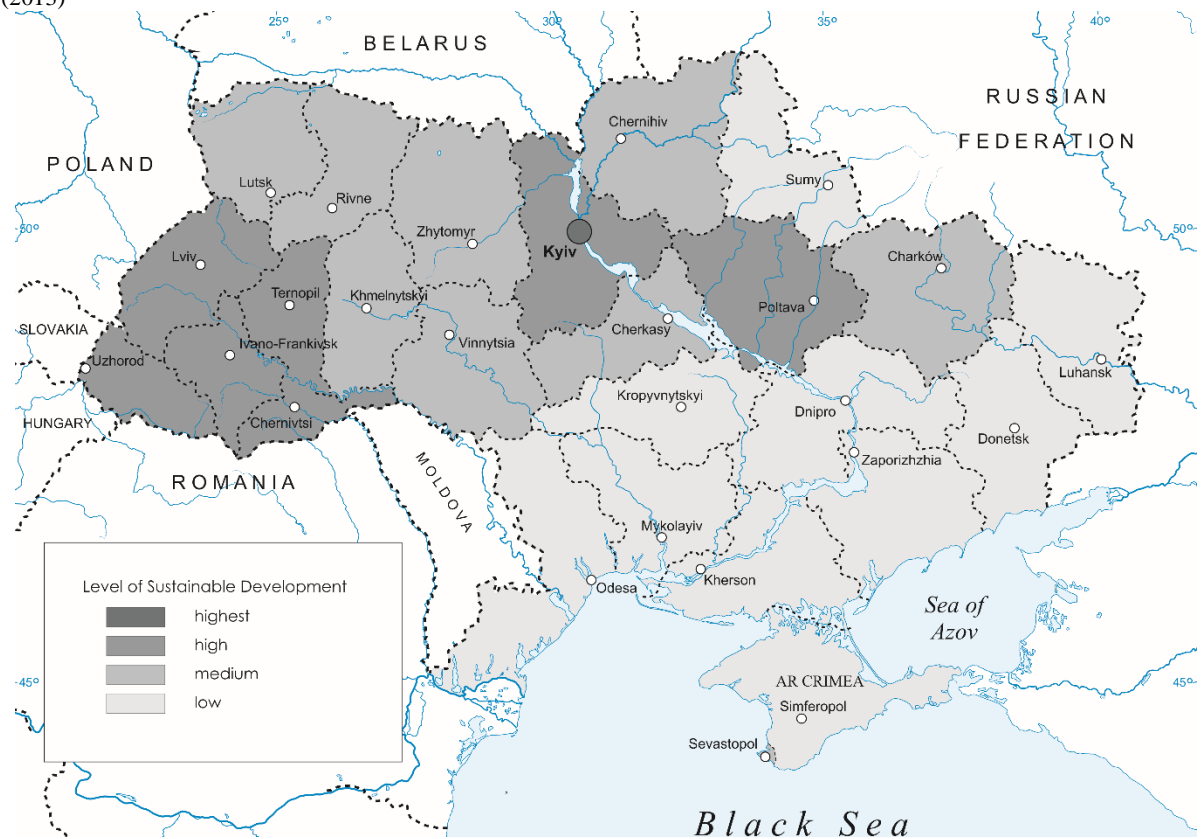 (2013)
25°
30°
35°
40°
BELARUS
RUSSIAN
FEDERATION
POLAND
Chernihiv
Sumy
Lutsk
Rivne
50°
50°
Zhytomyr
Kyiv
Lviv
Charków
Ternopil
Khmelnytskyi
Poltava
SLOVAKIA
Ivano-Frankivsk
Vinnytsia
Cherkasy
Uzhorod
Luhansk
HUNGARY
Chernivtsi
Kropyvnytskyi
Dnipro
Donetsk
ROMANIA
MOLDOVA
Zaporizhzhia
Mykolayiv
Kherson
Odesa
Level of Sustainable Development
highest
high
medium
low
Sea of
Azov
45°
45°
AR CRIMEA
Simferopol
Sevastopol
Black Sea